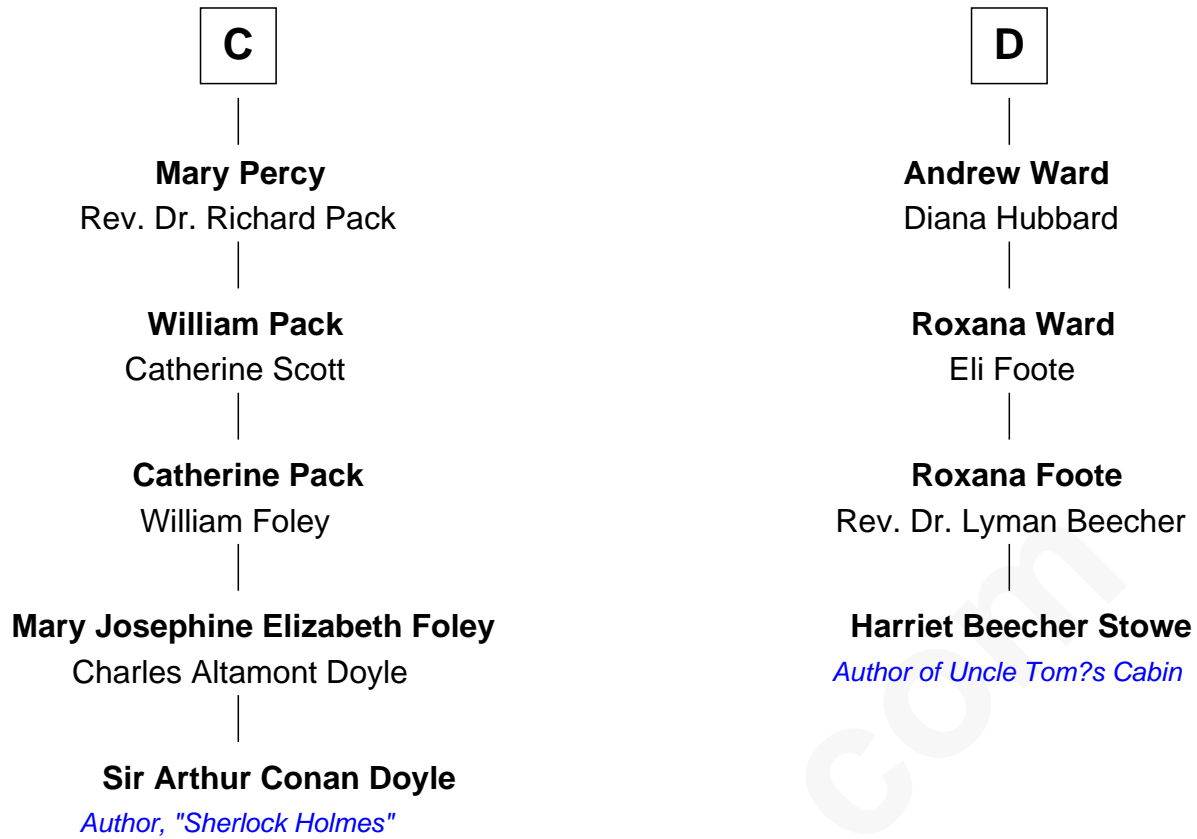 C
Mary Percy
Rev. Dr. Richard Pack
William Pack
Catherine Scott
Catherine Pack
William Foley
Mary Josephine Elizabeth Foley
Charles Altamont Doyle
Sir Arthur Conan Doyle
Author, "Sherlock Holmes"
D
Andrew Ward
Diana Hubbard
Roxana Ward
Eli Foote
Roxana Foote
Rev. Dr. Lyman Beecher
Harriet Beecher Stowe
Author of Uncle Tom?s Cabin
com